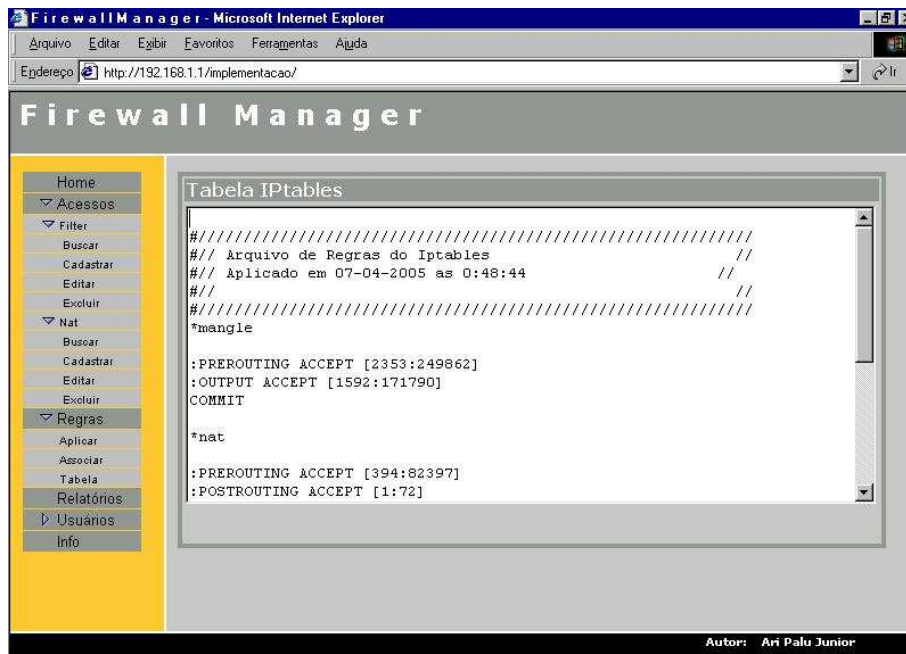 F i r e w a l l M a n a g e r - Microsoft Internet Explorer
Arquivo Editar Exibir Favoritos Ferramentas Ajuda
Endereço http://192.168.1.1/implementacao/ Ir
Firewall Manager
Home
Acessos
Filter
Buscar
Cadastrar
Editar
Excluir
Nat
Buscar
Cadastrar
Editar
Excluir
Regras
Aplicar
Associar
Tabela
Relatórios
Usuários
Info
Tabela IPtables
#//////////////////////////////////////////////////////////////
#// Arquivo de Regras do Iptables //
#// Aplicado em 07-04-2005 as 0:48:44 //
#// //
#//////////////////////////////////////////////////////////////
*mangle
:PREROUTING ACCEPT [2353:249862]
:OUTPUT ACCEPT [1592:171790]
COMMIT
*nat
:PREROUTING ACCEPT [394:82397]
:POSTROUTING ACCEPT [1:72]
Autor: Ari Palu Junior